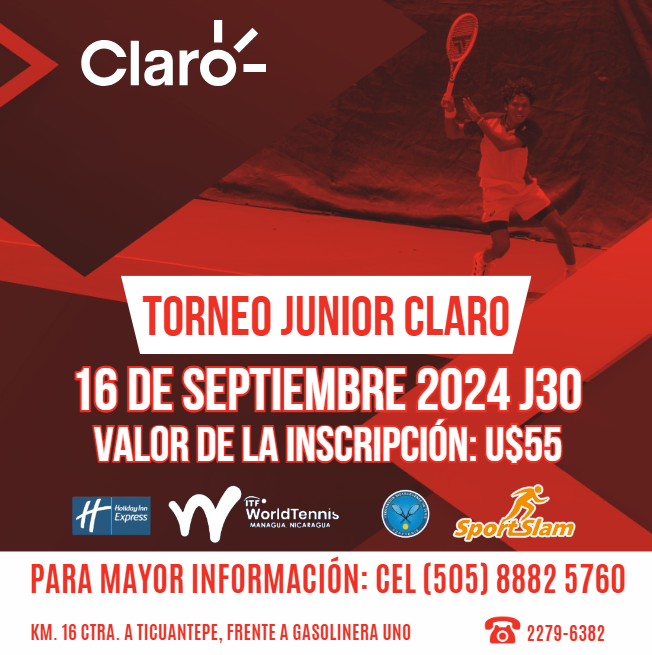 Claro
TORNEO JUNIOR CLARO
16 DE SEPTIEMBRE 2024 J30
VALOR DE LA INSCRIPCIÓN: U$55
H Holiday Inn
Express
ITF
WorldTennis
MANAGUA, NICARAGUA
SportSlam
PARA MAYOR INFORMACIÓN: CEL (505) 8882 5760
KM. 16 CTRA. A TICUANTEPE, FRENTE A GASOLINERA UNO
2279-6382